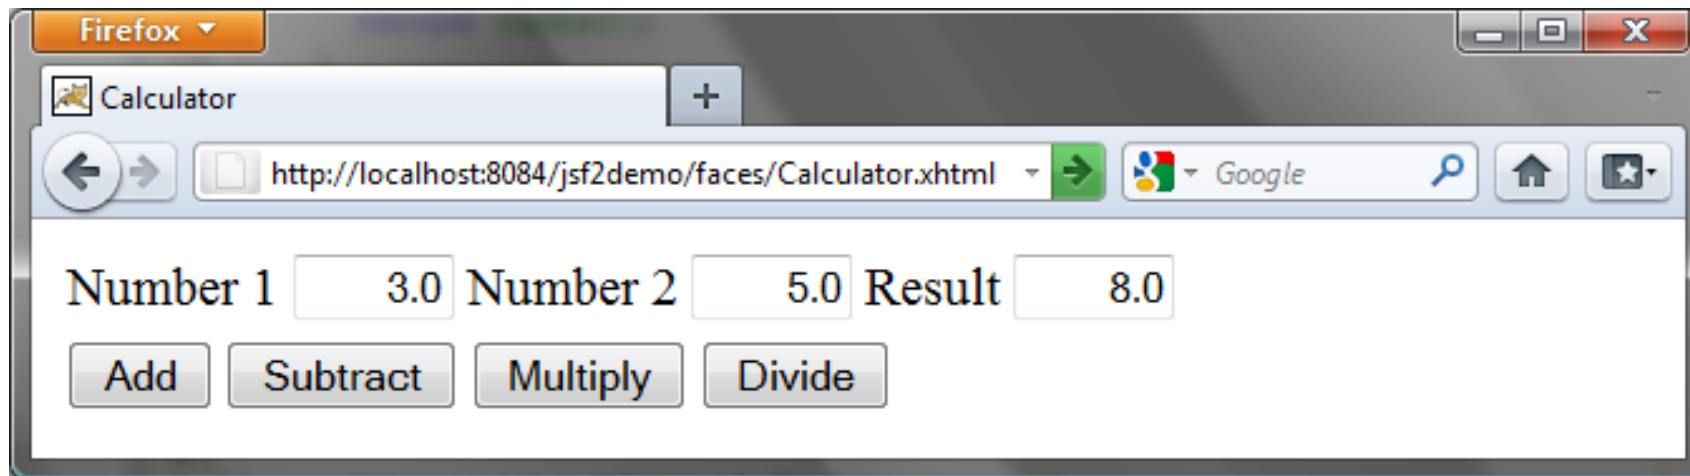 Firefox
Calculator
http://localhost:8084/jsf2demo/faces/Calculator.xhtml Google
Number 1 3.0 Number 2 5.0 Result 8.0
Add Subtract Multiply Divide